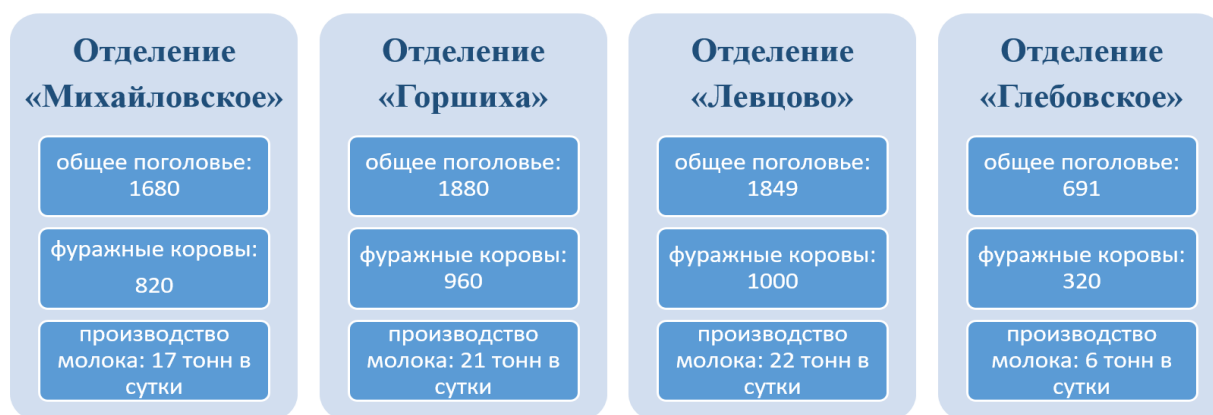 Отделение
«Михайловское»
общее поголовье:
1680
фуражные коровы:
820
производство
молока: 17 тонн в
сутки
Отделение
«Горшиха»
общее поголовье:
1880
фуражные коровы:
960
производство
молока: 21 тонн в
сутки
Отделение
«Левцово»
общее поголовье:
1849
фуражные коровы:
1000
производство
молока: 22 тонн в
сутки
Отделение
«Глебовское»
общее поголовье:
691
фуражные коровы:
320
производство
молока: 6 тонн в
сутки